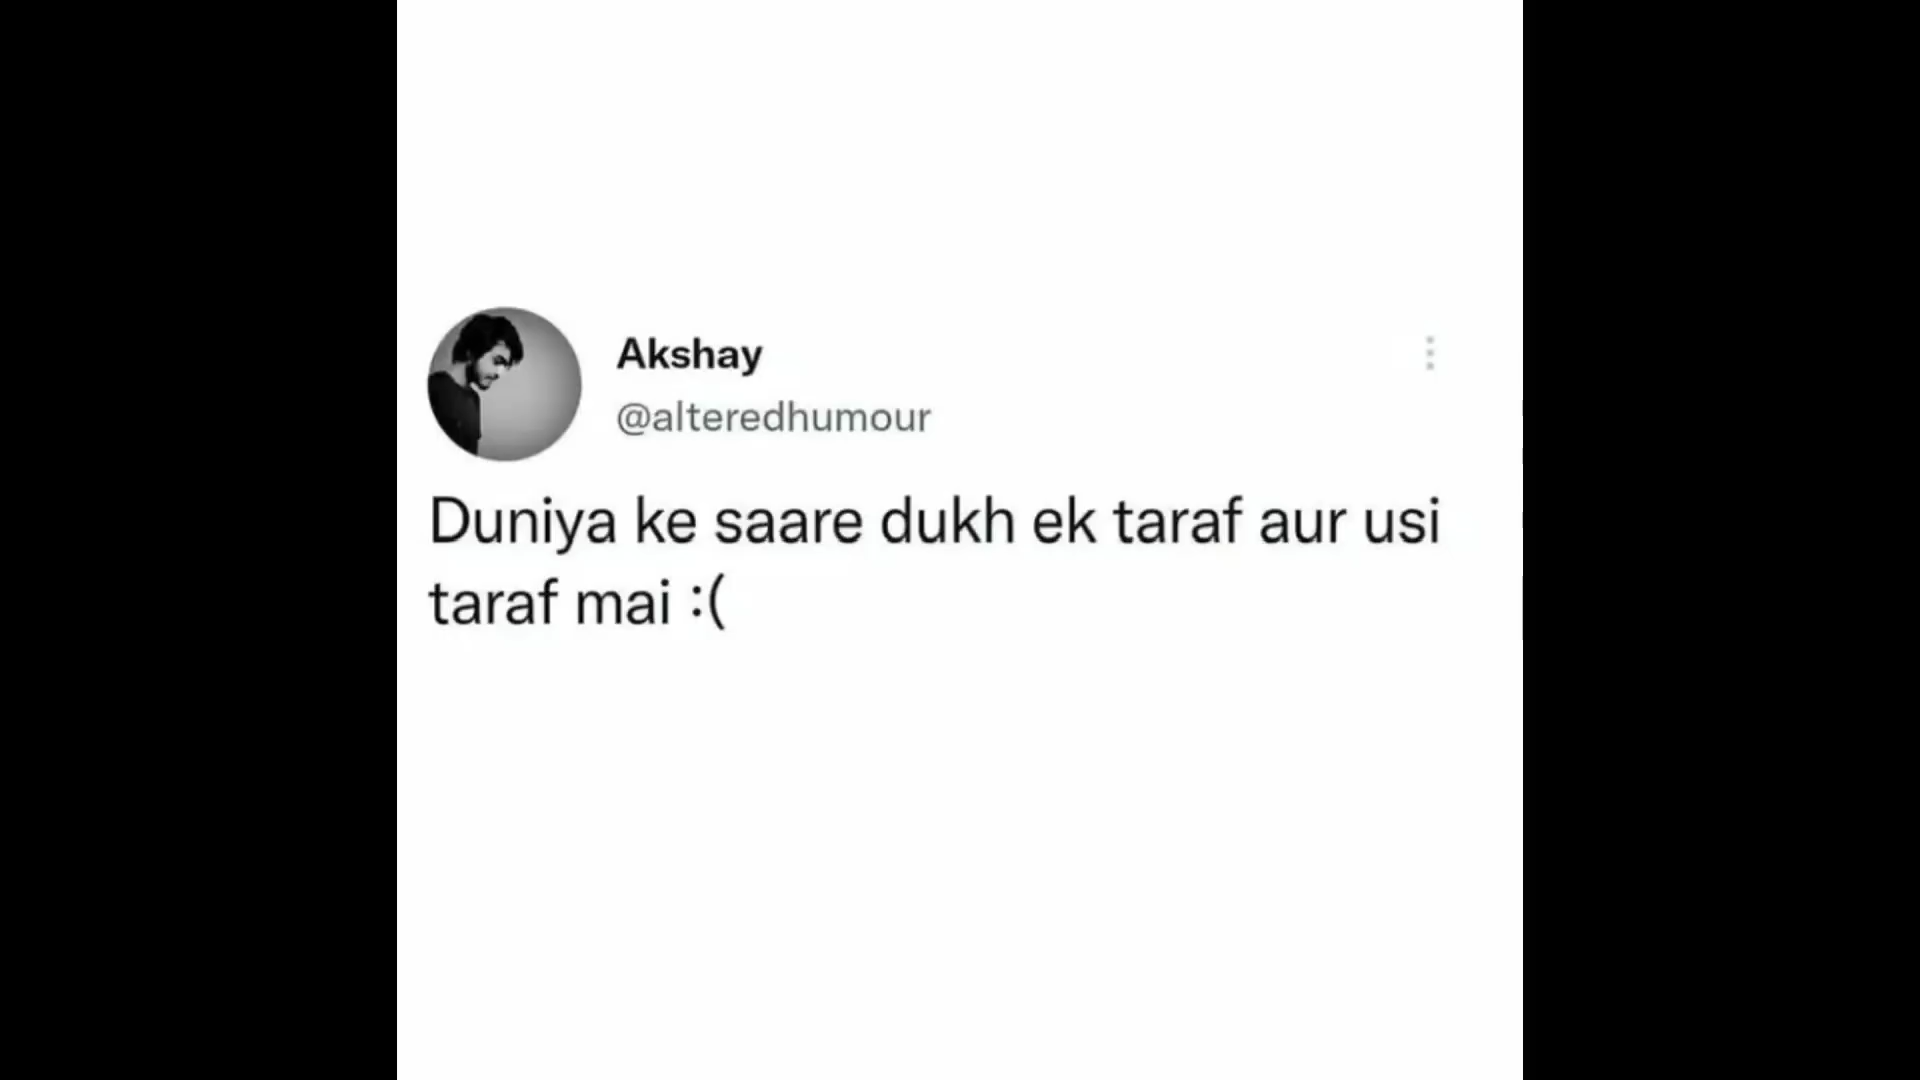 Akshay
@alteredhumour
Duniya ke saare dukh ek taraf aur usi
taraf mai :(